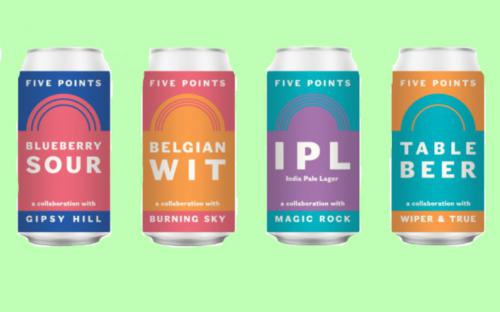 FIVE POINTS
BLUEBERRY
SOUR
a collaboration with
GIPSY HILL
FIVE POINTS
BELGIAN
WIT
a collaboration with
BURNING SKY
FIVE POINTS
IPL
India Pale Lager
a collaboration with
MAGIC ROCK
FIVE POINTS
TABLE
BEER
a collaboration with
WIPER & TRUE